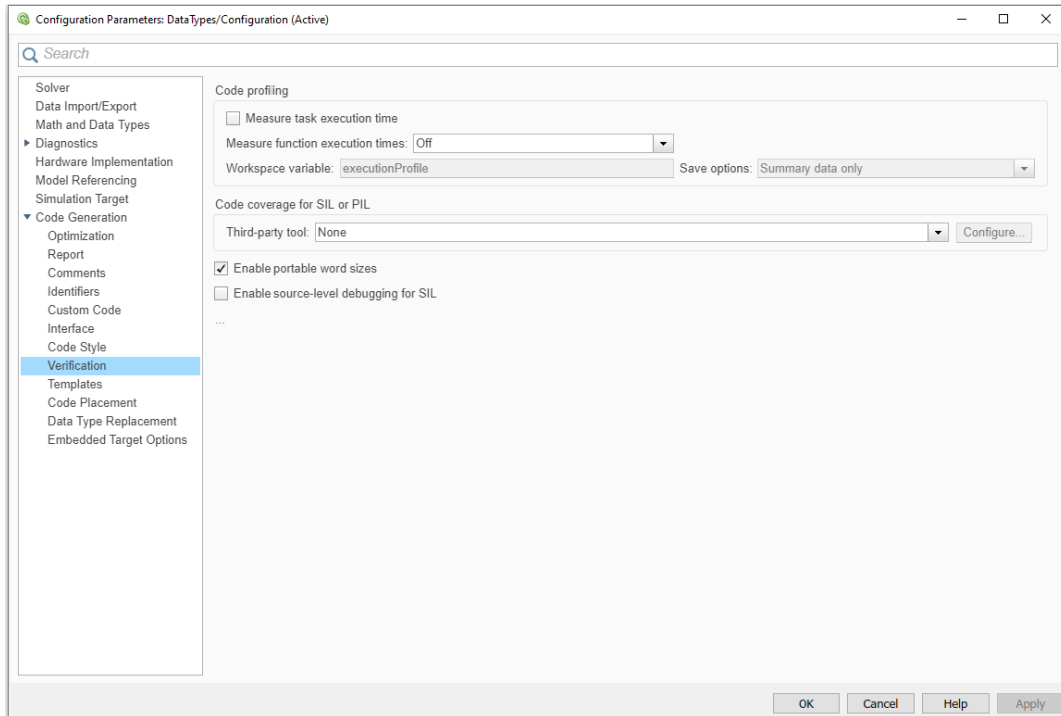 Configuration Parameters: DataTypes/Configuration (Active)
Search
Solver
Data Import/Export
Math and Data Types
Diagnostics
Hardware Implementation
Model Referencing
Simulation Target
Code Generation
Optimization
Report
Comments
Identifiers
Custom Code
Interface
Code Style
Verification
Templates
Code Placement
Data Type Replacement
Embedded Target Options
Code profiling
Measure task execution time
Measure function execution times: Off
Workspace variable: executionProfile Save options: Summary data only
Code coverage for SIL or PIL
Third-party tool: None Configure...
Enable portable word sizes
Enable source-level debugging for SIL
...
OK Cancel Help Apply